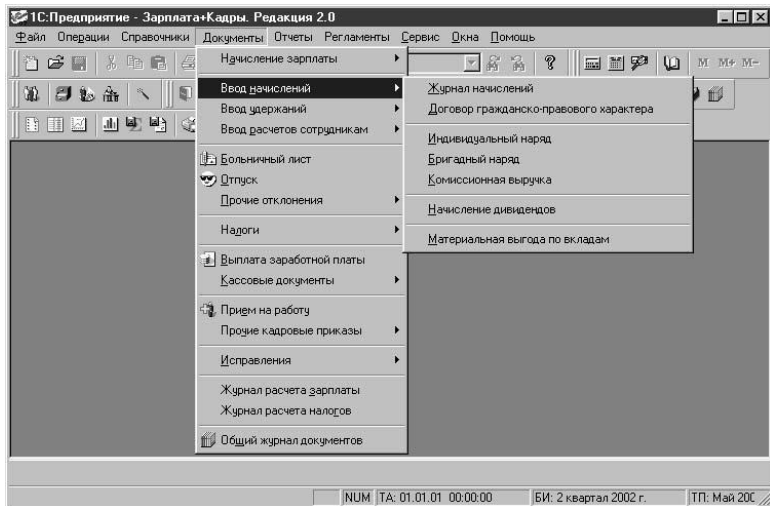 1С:Предприятие - Зарплата+Кадры. Редакция 2.0
Файл Операции Справочники Документы Отчеты Регламенты Сервис Окна Помощь
M M+ M-
Начисление зарплаты
Ввод начислений
Ввод удержаний
Ввод расчетов сотрудникам
Больничный лист
Отпуск
Прочие отклонения
Налоги
Выплата заработной платы
Кассовые документы
Прием на работу
Прочие кадровые приказы
Исправления
Журнал расчета зарплаты
Журнал расчета налогов
Общий журнал документов
Журнал начислений
Договор гражданско-правового характера
Индивидуальный наряд
Бригадный наряд
Комиссионная выручка
Начисление дивидендов
Материальная выгода по вкладам
NUM TA: 01.01.01 00:00:00 БИ: 2 квартал 2002 г. ТП: Май 200